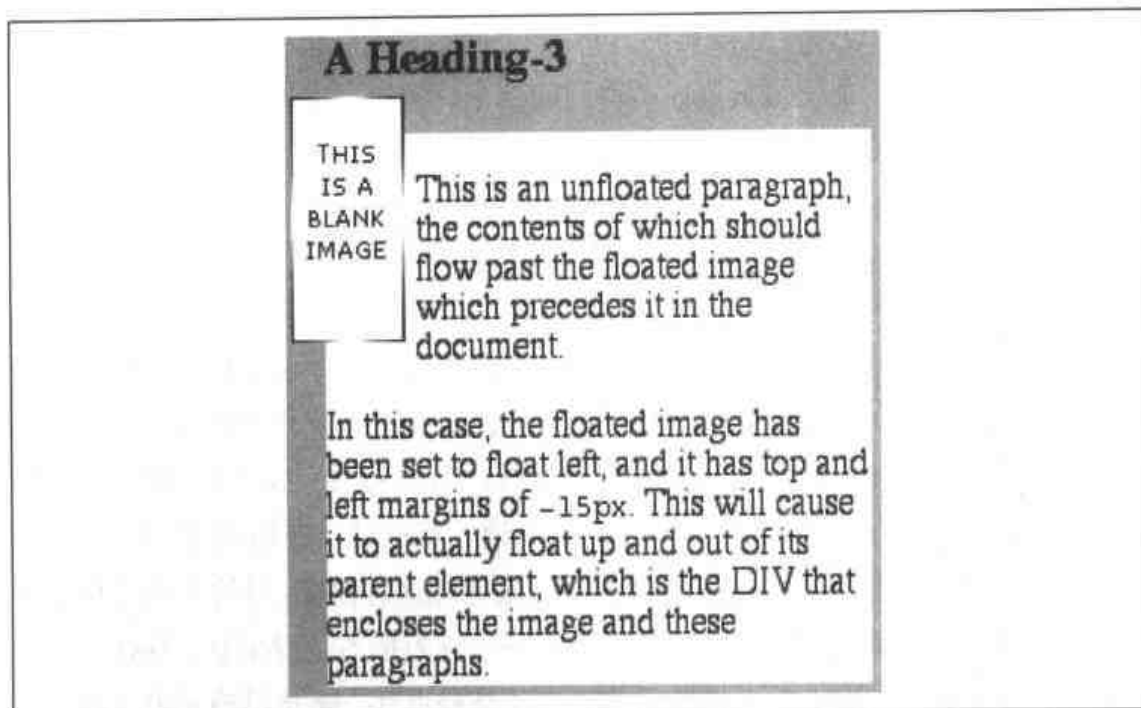 A Heading-3
THIS
IS A
BLANK
IMAGE
This is an unfloated paragraph,
the contents of which should
flow past the floated image
which precedes it in the
document.
In this case, the floated image has
been set to float left, and it has top and
left margins of -15px. This will cause
it to actually float up and out of its
parent element, which is the DIV that
encloses the image and these
paragraphs.